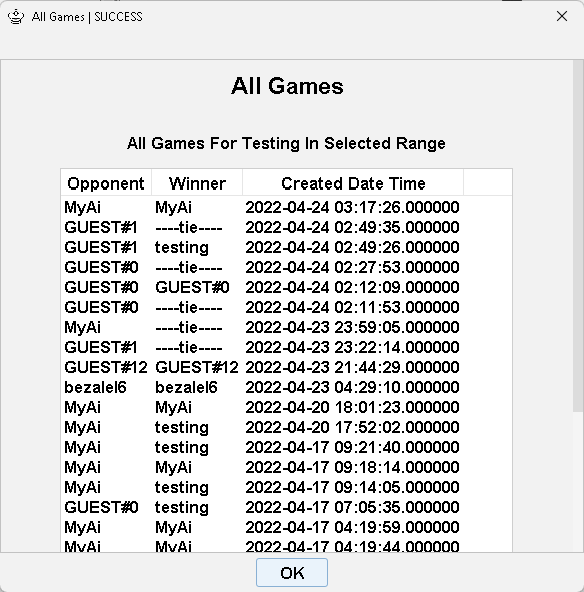 All Games | SUCCESS
All Games
All Games For Testing In Selected Range
Opponent Winner Created Date Time
MyAi MyAi 2022-04-24 03:17:26.000000
GUEST#1 ----tie---- 2022-04-24 02:49:35.000000
GUEST#1 testing 2022-04-24 02:49:26.000000
GUEST#0 ----tie---- 2022-04-24 02:27:53.000000
GUEST#0 GUEST#0 2022-04-24 02:12:09.000000
GUEST#0 ----tie---- 2022-04-24 02:11:53.000000
MyAi ----tie---- 2022-04-23 23:59:05.000000
GUEST#1 ----tie---- 2022-04-23 23:22:14.000000
GUEST#12 GUEST#12 2022-04-23 21:44:29.000000
bezalel6 bezalel6 2022-04-23 04:29:10.000000
MyAi MyAi 2022-04-20 18:01:23.000000
MyAi testing 2022-04-20 17:52:02.000000
MyAi testing 2022-04-17 09:21:40.000000
MyAi MyAi 2022-04-17 09:18:14.000000
MyAi testing 2022-04-17 09:14:05.000000
GUEST#0 testing 2022-04-17 07:05:35.000000
MyAi MyAi 2022-04-17 04:19:59.000000
MyAi MyAi 2022-04-17 04:19:44.000000
OK